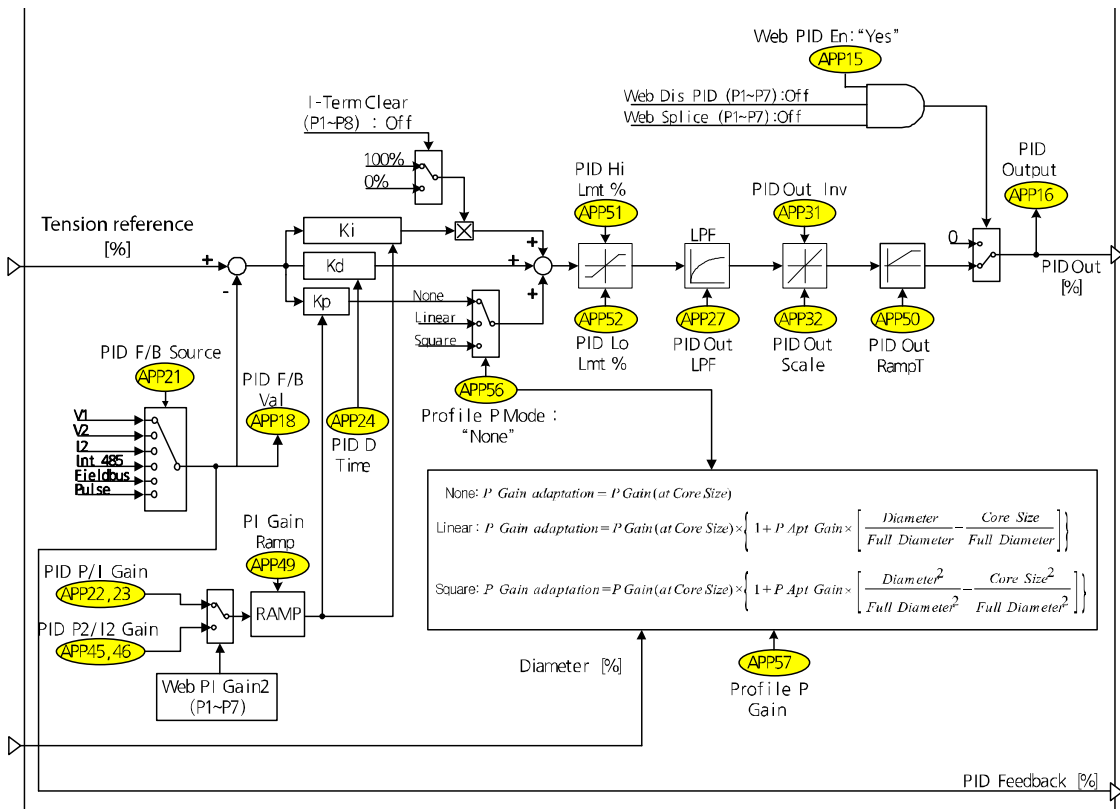 Web PID En: “Yes”
APP15
Web Dis PID (P1~P7):Off
Web Splice (P1~P7):Off
I-Term Clear
(P1~P8) : Off
100%
0%
PID
Output
APP16
PID Hi
Lmt %
APP51
PID Out Inv
APP31
LPF
0
Tension reference
[%]
+
-
Ki
Kd
Kp
None
Linear
Square
+
+
+
PID Out
[%]
APP52
PID Lo
Lmt %
APP27
PID Out
LPF
APP32
PID Out
Scale
APP50
PID Out
RampT
PID F/B Source
APP21
PID F/B
Val
APP18
APP24
PID D
Time
APP56
Profile P Mode :
“None”
V1
V2
I2
Int 485
Fieldbus
Pulse
None: P Gain adaptation = P Gain (at Core Size)
Linear: P Gain adaptation = P Gain (at Core Size) × { 1 + P Apt Gain × [ Diameter / Full Diameter - Core Size / Full Diameter ] }
Square: P Gain adaptation = P Gain (at Core Size) × { 1 + P Apt Gain × [ Diameter² / Full Diameter² - Core Size² / Full Diameter² ] }
PI Gain
Ramp
APP49
RAMP
PID P/I Gain
APP22, 23
PID P2/I2 Gain
APP45, 46
Web PI Gain2
(P1~P7)
Diameter [%]
APP57
Profile P
Gain
PID Feedback [%]